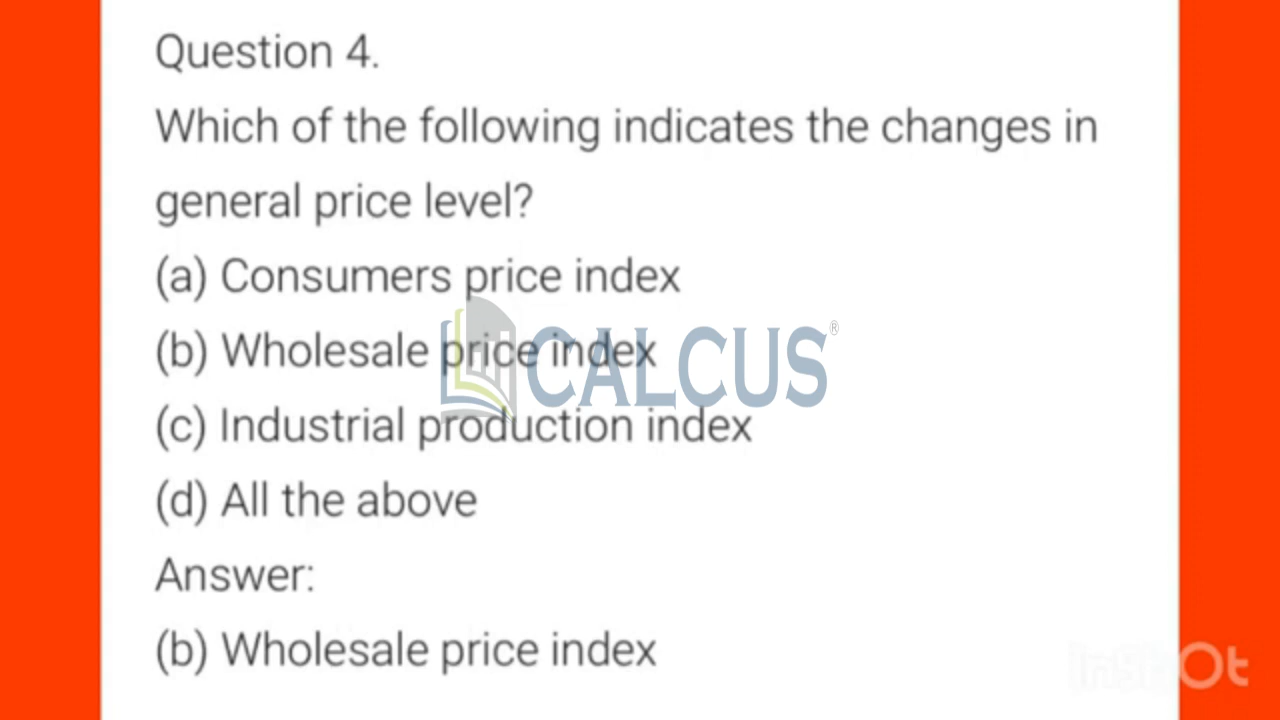 Question 4.
Which of the following indicates the changes in
general price level?
(a) Consumers price index
(b) Wholesale price index
CALCUS®
(c) Industrial production index
(d) All the above
Answer:
(b) Wholesale price index
InShOt